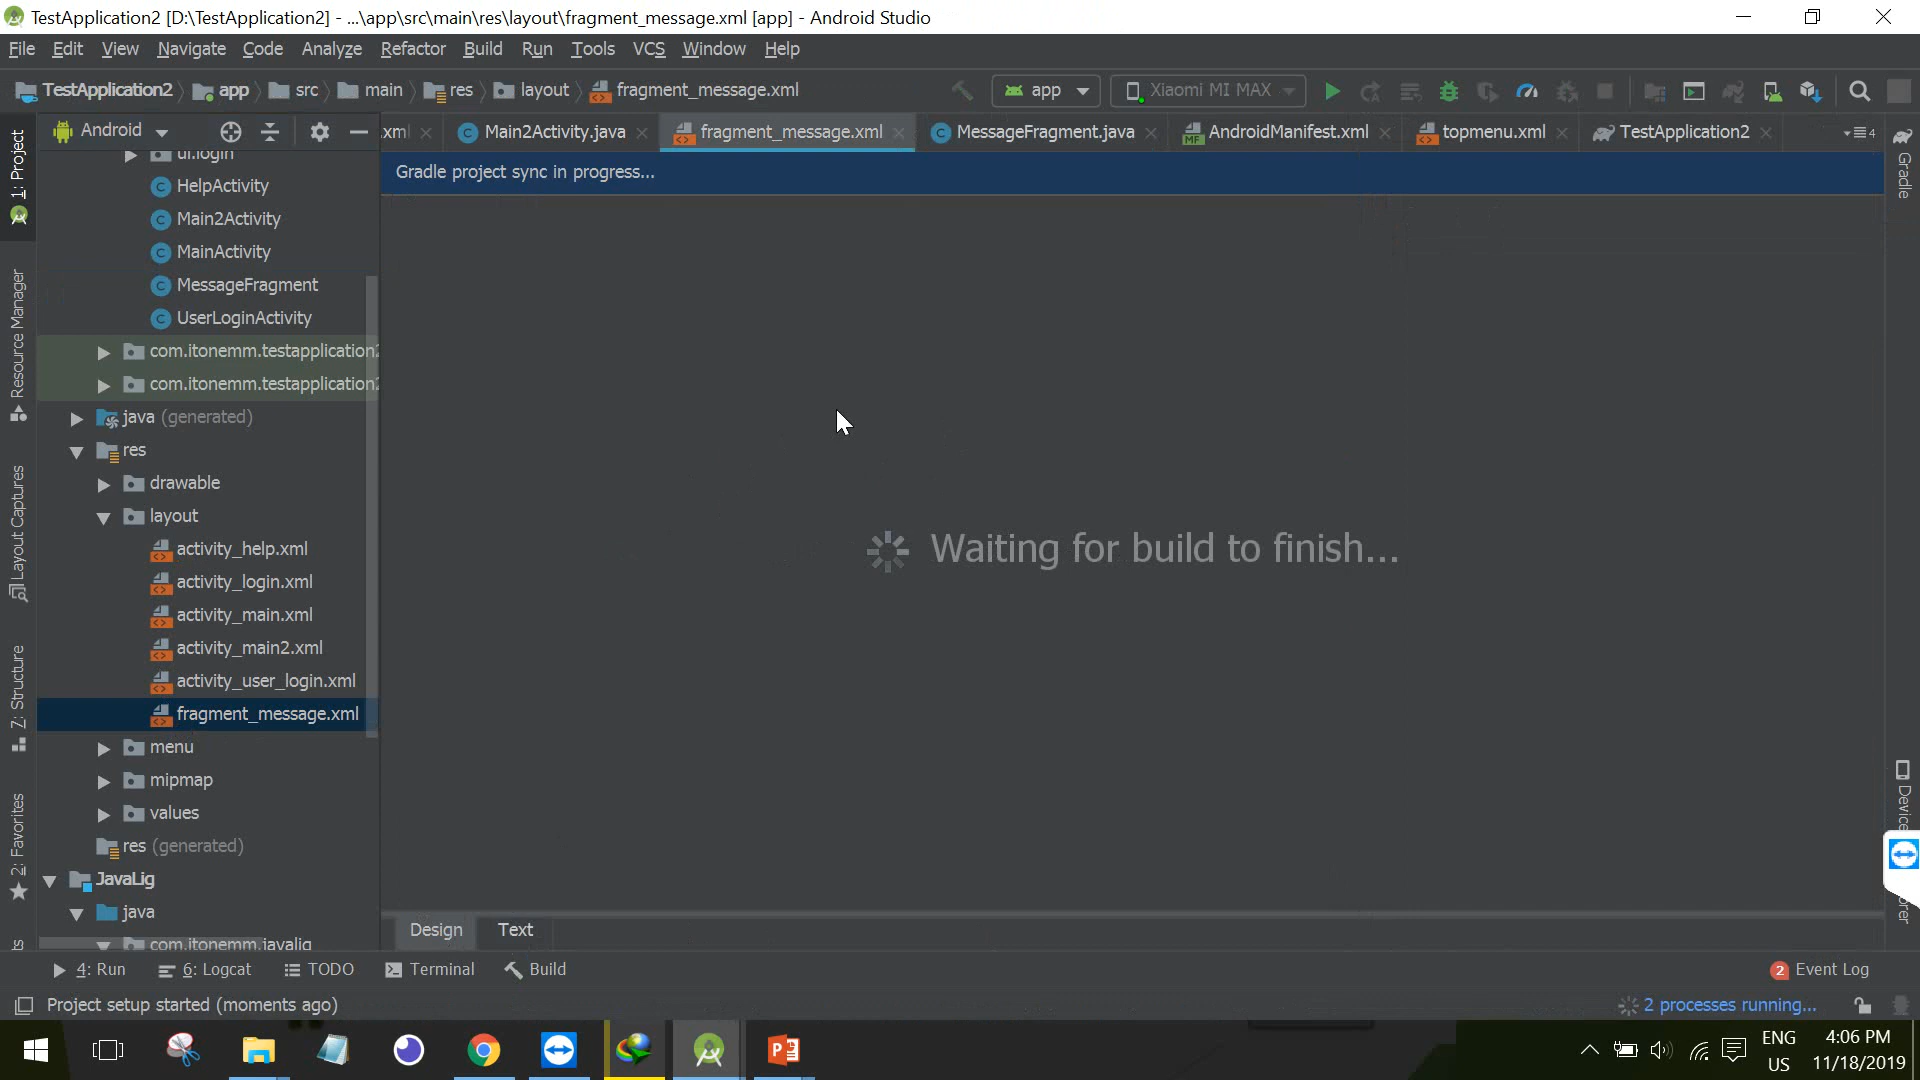 TestApplication2 [D:\TestApplication2] - ...\app\src\main\res\layout\fragment_message.xml [app] - Android Studio
File Edit View Navigate Code Analyze Refactor Build Run Tools VCS Window Help
TestApplication2 app src main res layout fragment_message.xml app Xiaomi MI MAX
Android
.xml Main2Activity.java fragment_message.xml MessageFragment.java AndroidManifest.xml topmenu.xml TestApplication2 4
Gradle project sync in progress...
1: Project
Resource Manager
Layout Captures
Z: Structure
2: Favorites
ui.login
HelpActivity
Main2Activity
MainActivity
MessageFragment
UserLoginActivity
com.itonemm.testapplication2
com.itonemm.testapplication2
java (generated)
res
drawable
layout
activity_help.xml
activity_login.xml
activity_main.xml
activity_main2.xml
activity_user_login.xml
fragment_message.xml
menu
mipmap
values
res (generated)
JavaLig
java
com.itonemm.javalig
Waiting for build to finish...
Gradle
Device
Design Text
4: Run 6: Logcat TODO Terminal Build 2 Event Log
Project setup started (moments ago) 2 processes running...
ENG
US
4:06 PM
11/18/2019